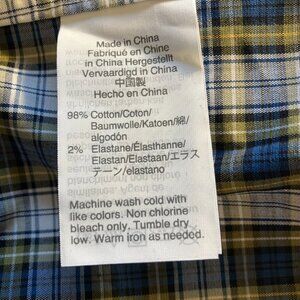 Made in China
Fabriqué en Chine
in China Hergestellt
Vervaardigd in China
中国製
Hecho en China
98% Cotton/Coton/
Baumwolle/Katoen/綿/
algodón
2% Elastane/Élasthanne/
Elastan/Elastaan/エラス
テーン/elastano
Machine wash cold with
like colors. Non chlorine
bleach only. Tumble dry
low. Warm iron as needed.